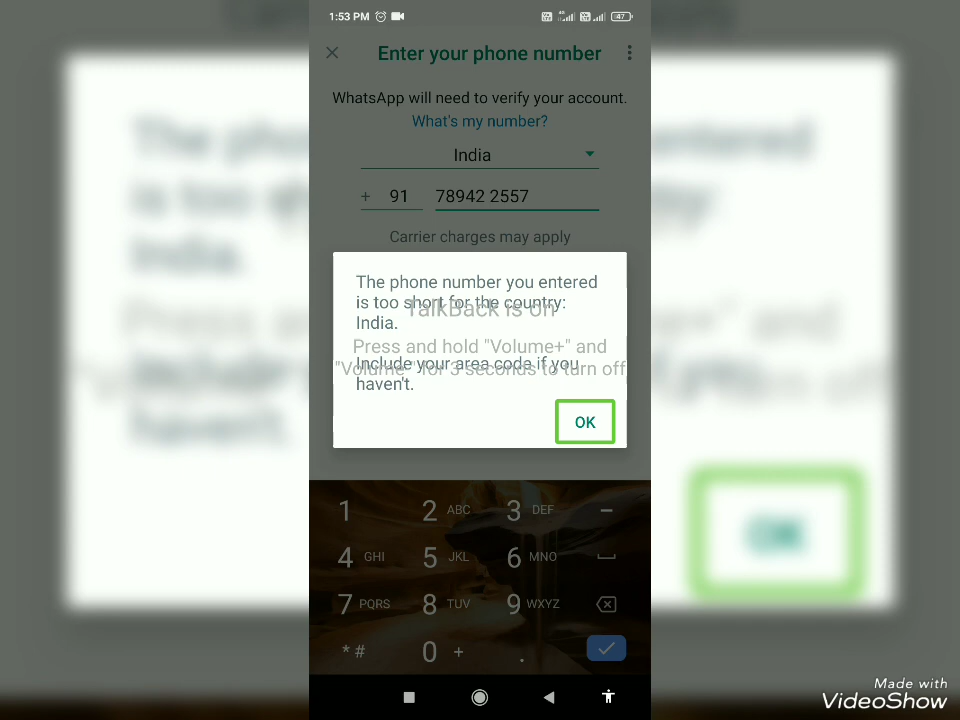 1:53 PM
47
Enter your phone number
WhatsApp will need to verify your account.
What's my number?
India
+ 91 78942 2557
Carrier charges may apply
The phone number you entered
is too short for the country:
India.
Include your area code if you
haven't.
TalkBack is on
Press and hold "Volume+" and
"Volume-" for 3 seconds to turn off
OK
1 2 ABC 3 DEF –
4 GHI 5 JKL 6 MNO
7 PQRS 8 TUV 9 WXYZ
* # 0 + .
Made with
VideoShow